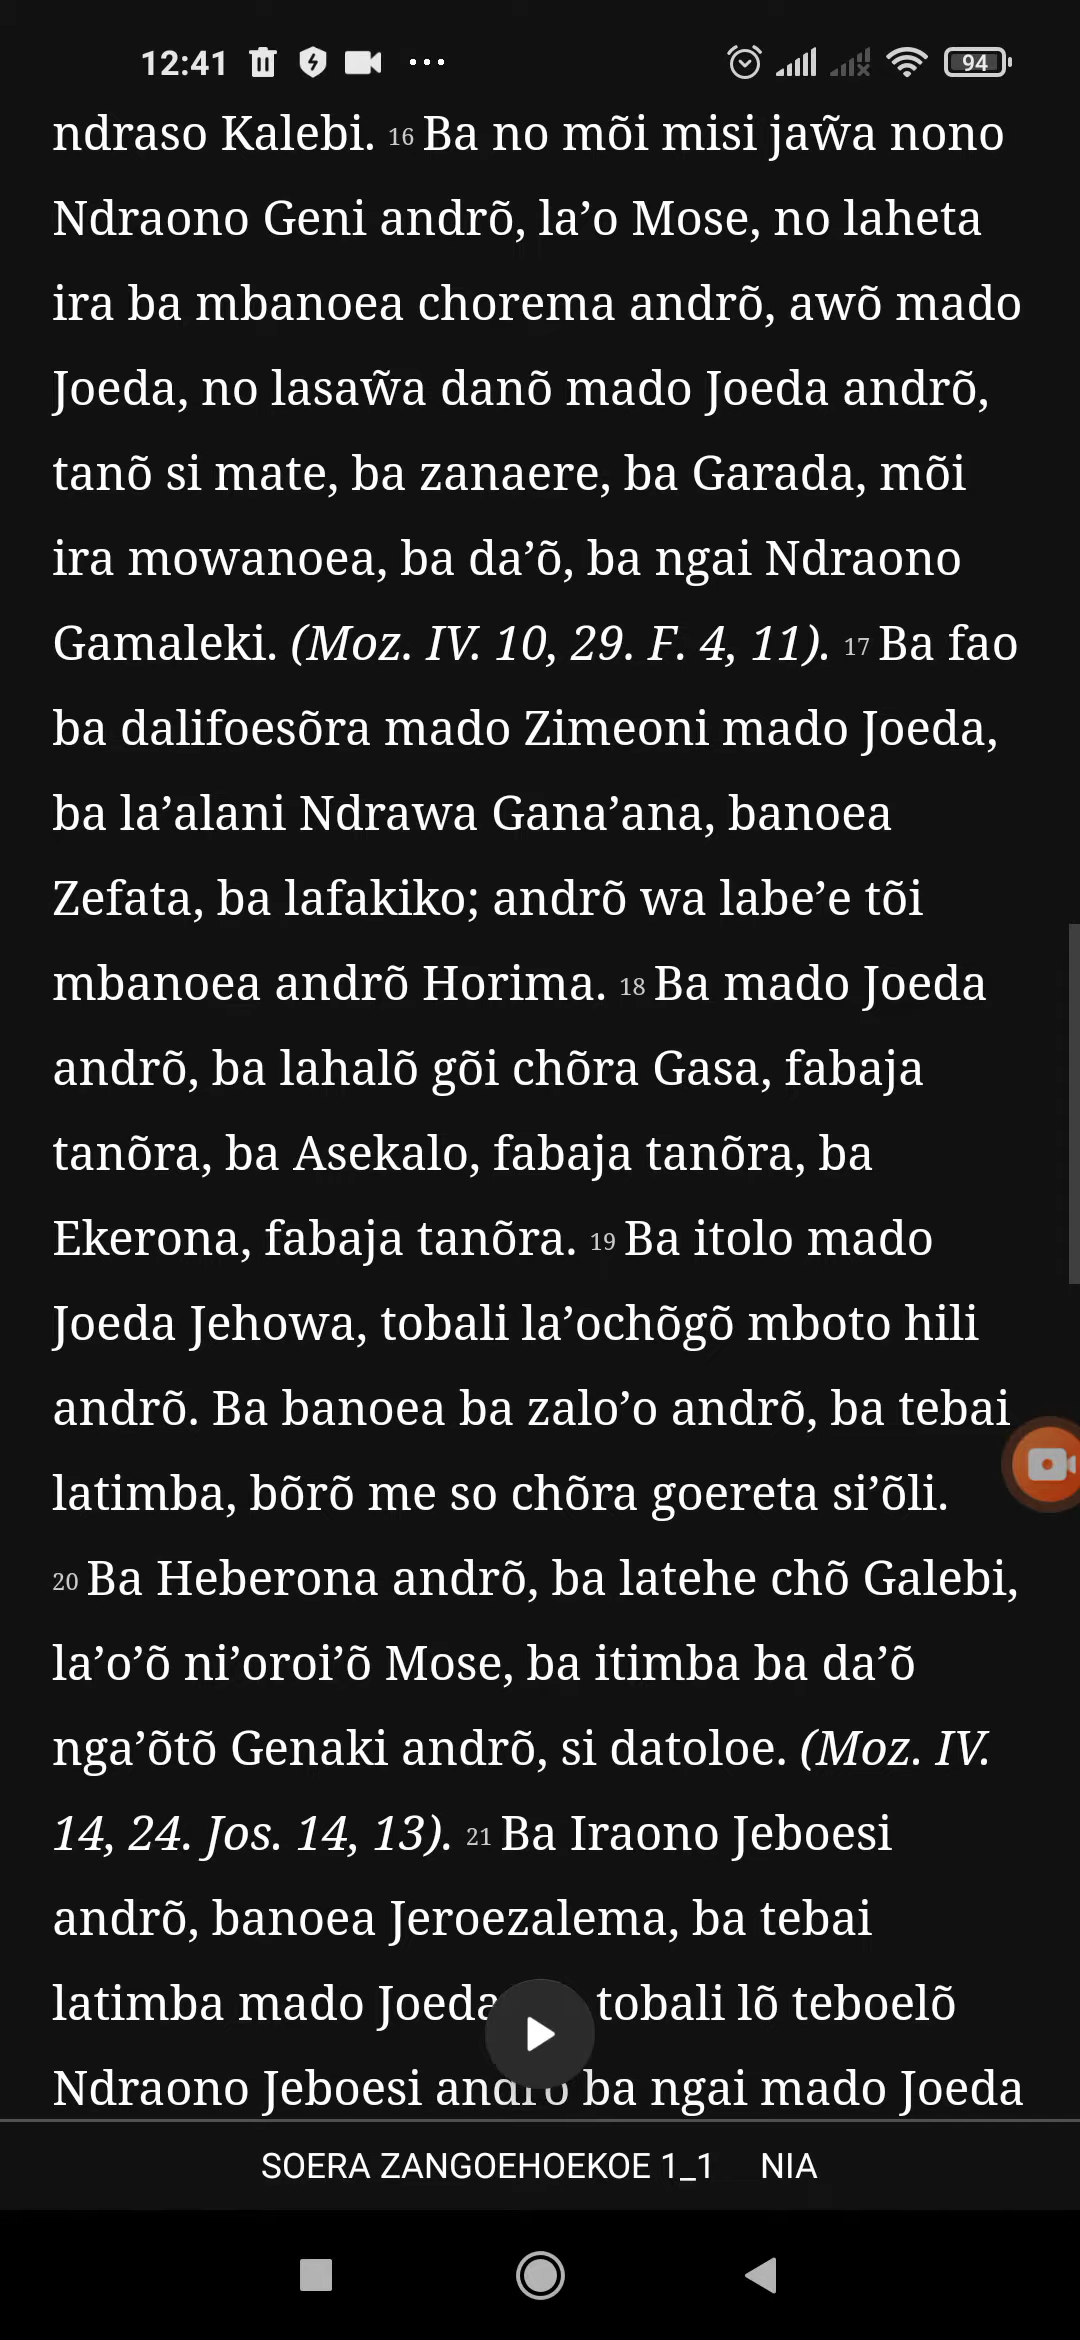 12:41
94
ndraso Kalebi. 16 Ba no mõi misi jaw̃a nono
Ndraono Geni andrõ, la’o Mose, no laheta
ira ba mbanoea chorema andrõ, awõ mado
Joeda, no lasaw̃a danõ mado Joeda andrõ,
tanõ si mate, ba zanaere, ba Garada, mõi
ira mowanoea, ba da’õ, ba ngai Ndraono
Gamaleki. (Moz. IV. 10, 29. F. 4, 11). 17 Ba fao
ba dalifoesõra mado Zimeoni mado Joeda,
ba la’alani Ndrawa Gana’ana, banoea
Zefata, ba lafakiko; andrõ wa labe’e tõi
mbanoea andrõ Horima. 18 Ba mado Joeda
andrõ, ba lahalõ gõi chõra Gasa, fabaja
tanõra, ba Asekalo, fabaja tanõra, ba
Ekerona, fabaja tanõra. 19 Ba itolo mado
Joeda Jehowa, tobali la’ochõgõ mboto hili
andrõ. Ba banoea ba zalo’o andrõ, ba tebai
latimba, bõrõ me so chõra goereta si’õli.
20 Ba Heberona andrõ, ba latehe chõ Galebi,
la’o’õ ni’oroi’õ Mose, ba itimba ba da’õ
nga’õtõ Genaki andrõ, si datoloe. (Moz. IV.
14, 24. Jos. 14, 13). 21 Ba Iraono Jeboesi
andrõ, banoea Jeroezalema, ba tebai
latimba mado Joeda tobali lõ teboelõ
Ndraono Jeboesi andrõ ba ngai mado Joeda
SOERA ZANGOEHOEKOE 1_1 NIA